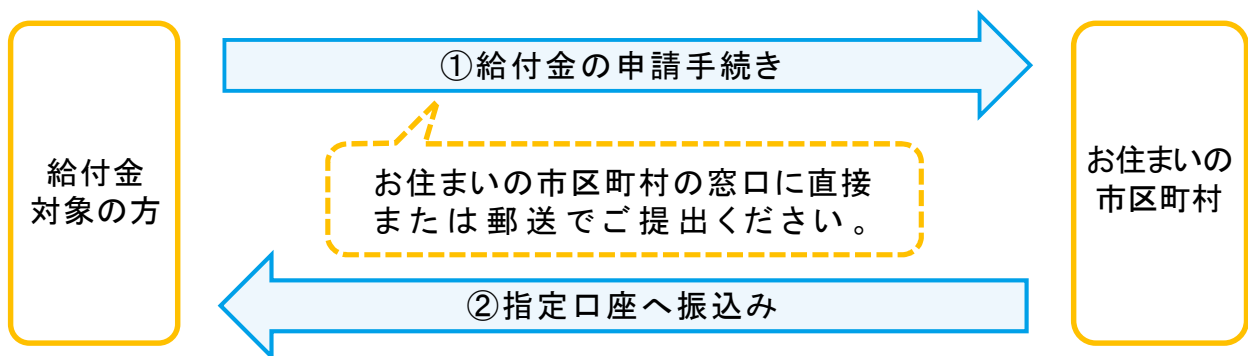 ①給付金の申請手続き
給付金
対象の方
お住まいの市区町村の窓口に直接
または郵送でご提出ください。
お住まいの
市区町村
②指定口座へ振込み